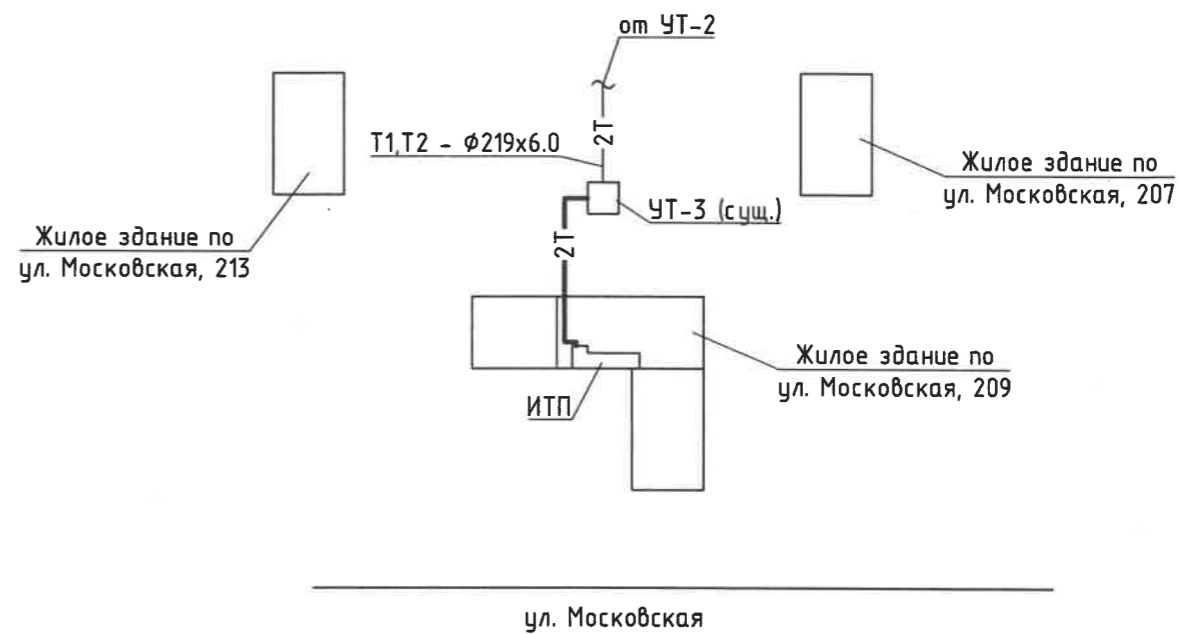 от УТ-2
2Т
Т1,Т2 - Ф219х6.0
Жилое здание по
ул. Московская, 207
УТ-3 (сущ.)
Жилое здание по
ул. Московская, 213
2Т
Жилое здание по
ул. Московская, 209
ИТП
ул. Московская